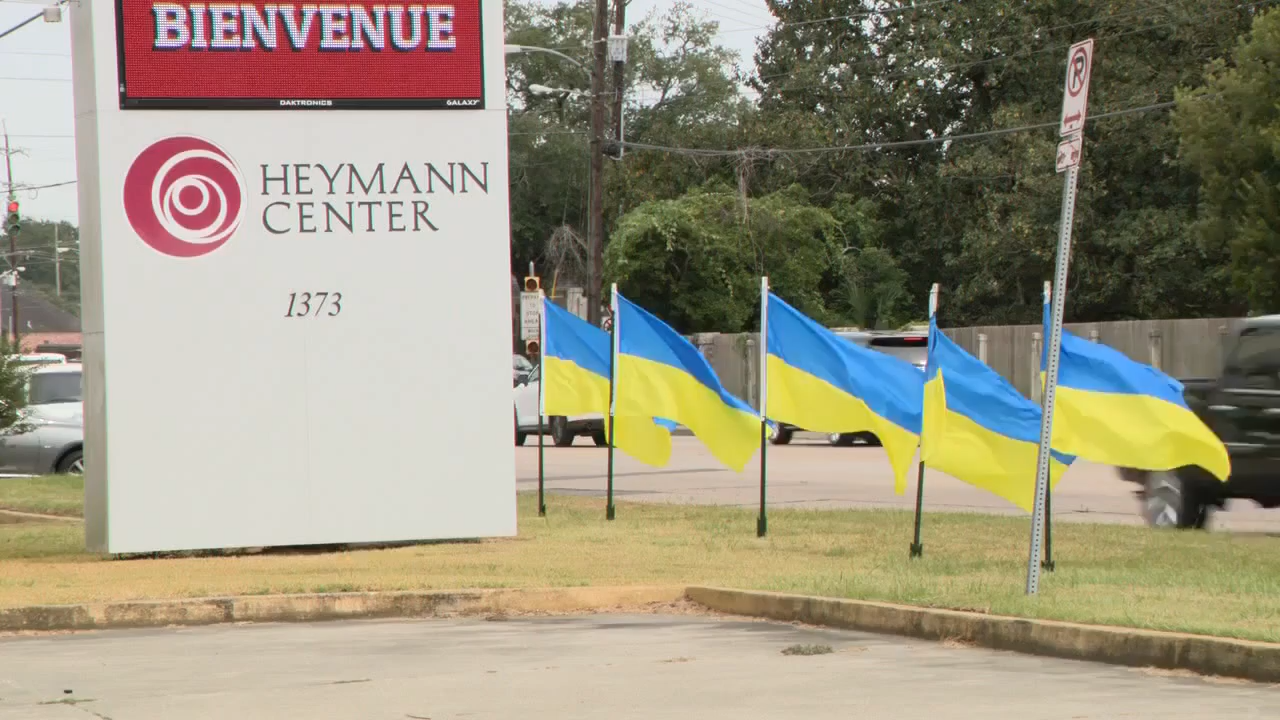 BIENVENUE
DAKTRONICS
GALAXY
HEYMANN
CENTER
1373